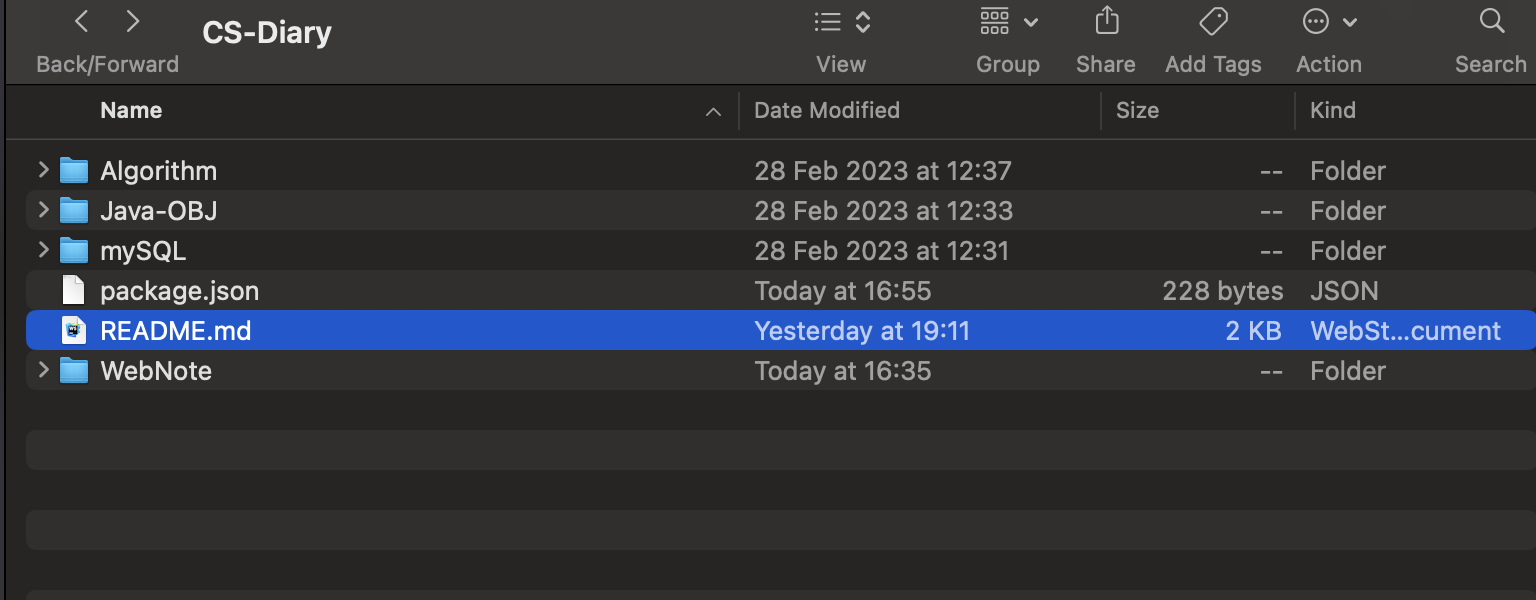 CS-Diary
Back/Forward View Group Share Add Tags Action Search
Name Date Modified Size Kind
Algorithm 28 Feb 2023 at 12:37 -- Folder
Java-OBJ 28 Feb 2023 at 12:33 -- Folder
mySQL 28 Feb 2023 at 12:31 -- Folder
package.json Today at 16:55 228 bytes JSON
README.md Yesterday at 19:11 2 KB WebSt...cument
WebNote Today at 16:35 -- Folder